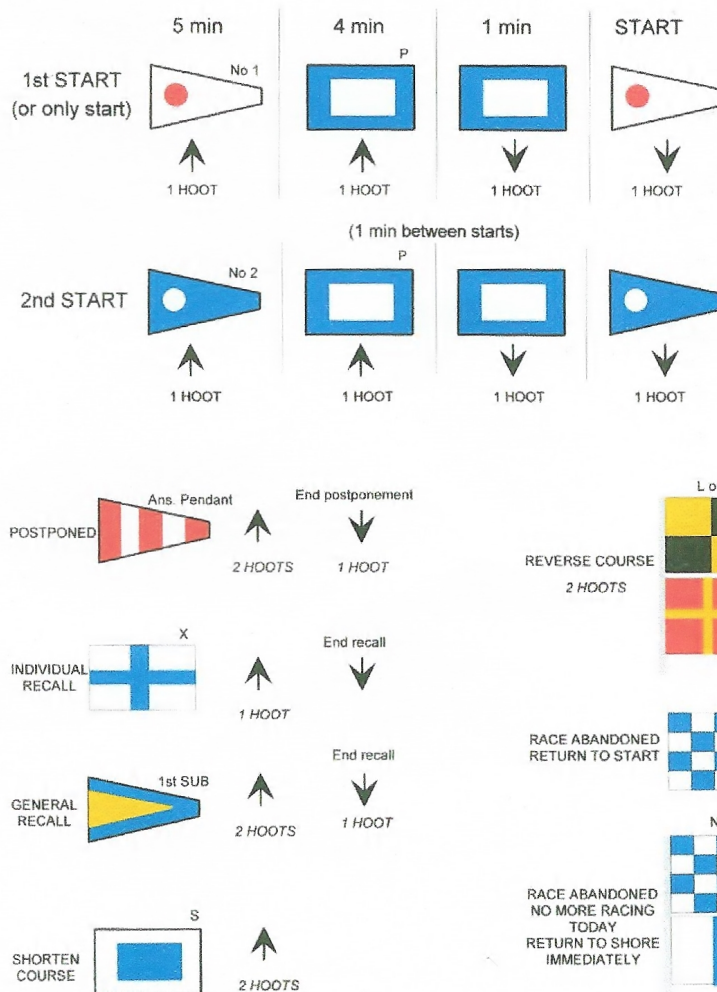 5 min
4 min
1 min
START
1st START
(or only start)
No 1
P
1 HOOT
1 HOOT
1 HOOT
1 HOOT
(1 min between starts)
2nd START
No 2
P
1 HOOT
1 HOOT
1 HOOT
1 HOOT
POSTPONED
Ans. Pendant
2 HOOTS
End postponement
1 HOOT
L o
REVERSE COURSE
2 HOOTS
INDIVIDUAL
RECALL
X
1 HOOT
End recall
RACE ABANDONED
RETURN TO START
GENERAL
RECALL
1st SUB
2 HOOTS
End recall
1 HOOT
N
RACE ABANDONED
NO MORE RACING
TODAY
RETURN TO SHORE
IMMEDIATELY
SHORTEN
COURSE
S
2 HOOTS